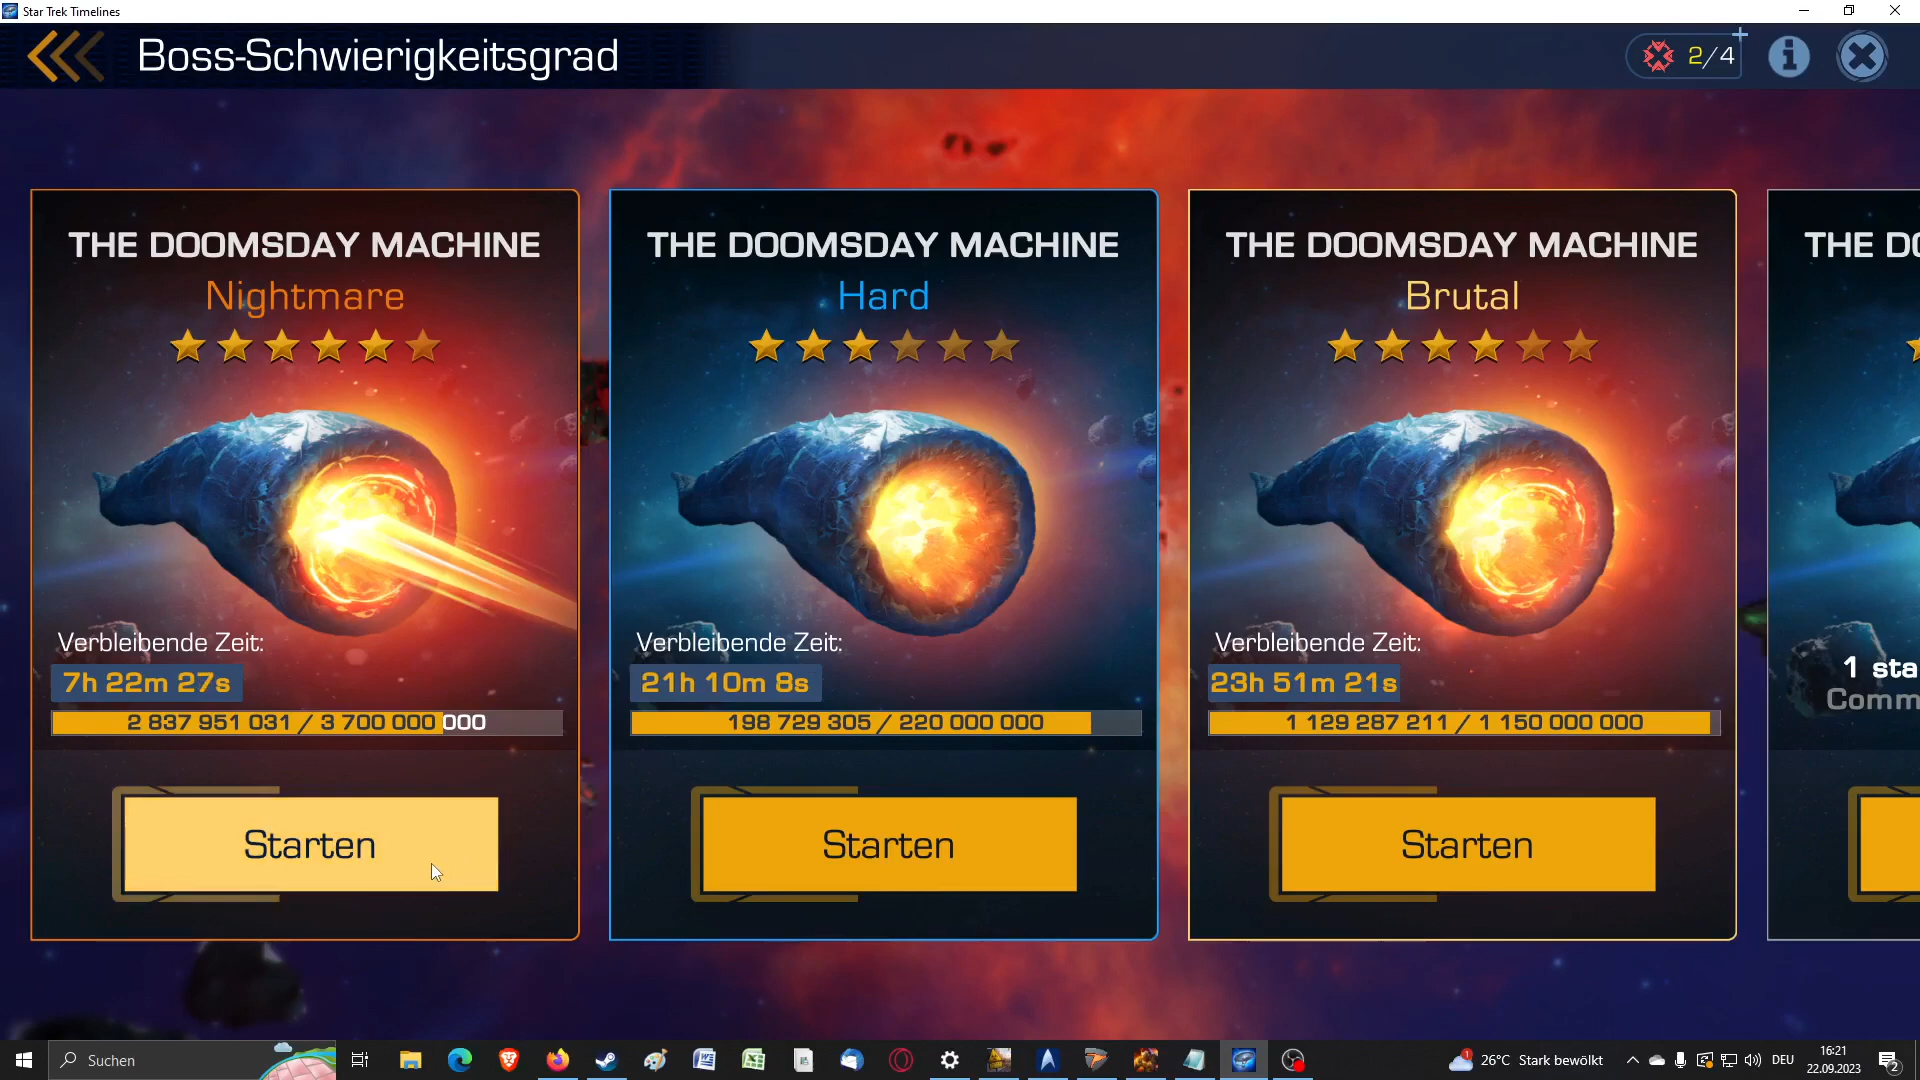 Star Trek Timelines
Boss-Schwierigkeitsgrad
2/4
THE DOOMSDAY MACHINE
Nightmare
Verbleibende Zeit:
7h 22m 27s
2 837 951 031 / 3 700 000 000
Starten
THE DOOMSDAY MACHINE
Hard
Verbleibende Zeit:
21h 10m 8s
198 729 305 / 220 000 000
Starten
THE DOOMSDAY MACHINE
Brutal
Verbleibende Zeit:
23h 51m 21s
1 129 287 211 / 1 150 000 000
Starten
THE DO
1 sta
Comm
Suchen
1
26°C Stark bewölkt
DEU
16:21
22.09.2023
2